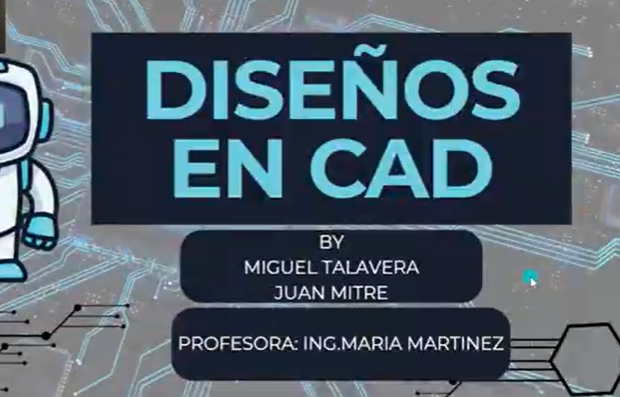 DISEÑOS
EN CAD
BY
MIGUEL TALAVERA
JUAN MITRE
PROFESORA: ING.MARIA MARTINEZ